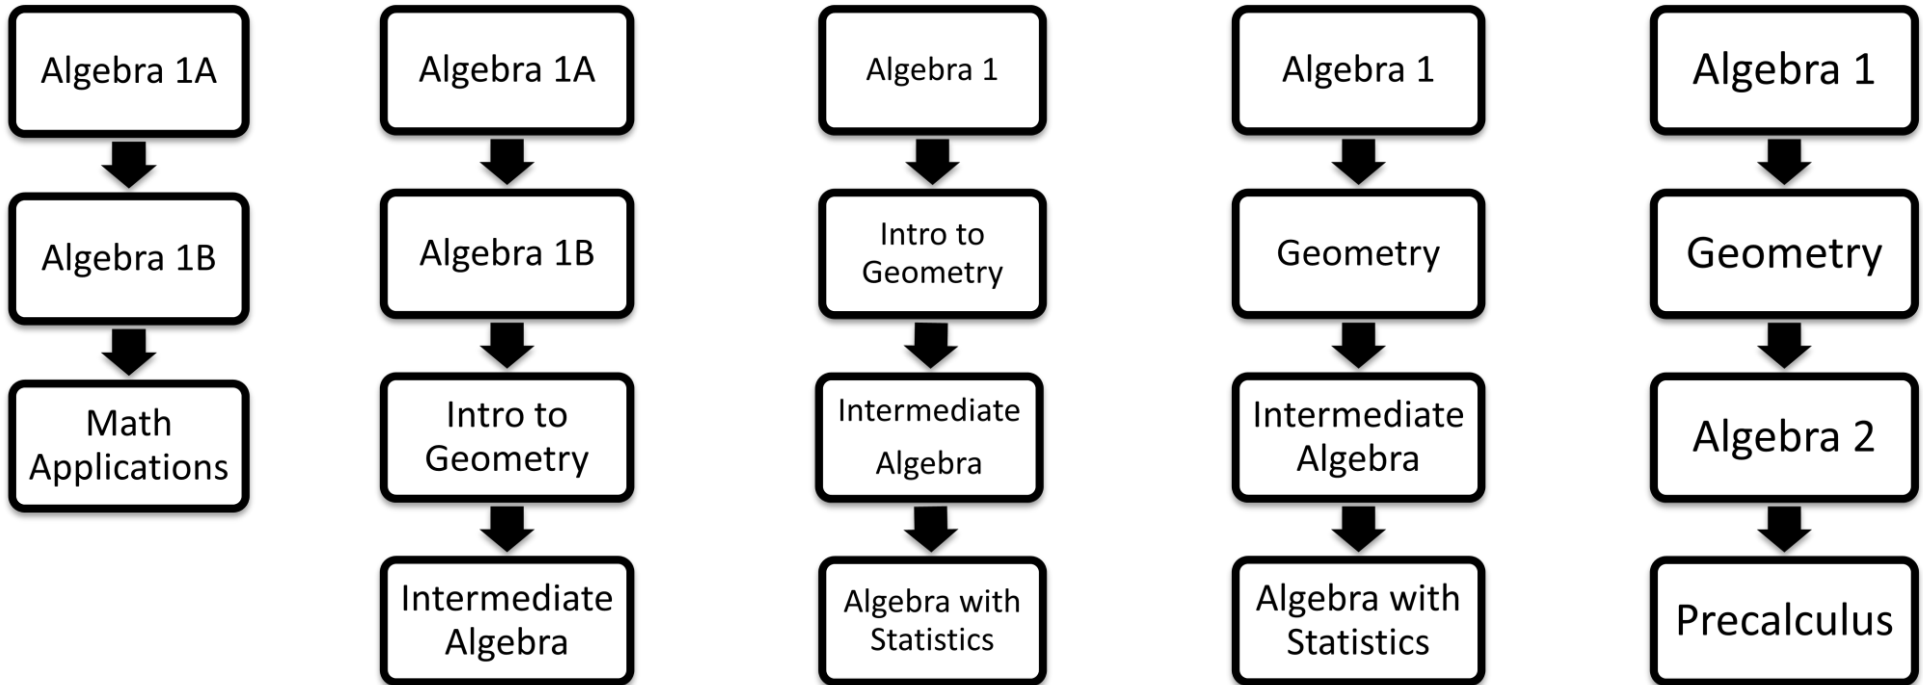 Algebra 1A
Algebra 1B
Math
Applications
Algebra 1A
Algebra 1B
Intro to
Geometry
Intermediate
Algebra
Algebra 1
Intro to
Geometry
Intermediate
Algebra
Algebra with
Statistics
Algebra 1
Geometry
Intermediate
Algebra
Algebra with
Statistics
Algebra 1
Geometry
Algebra 2
Precalculus